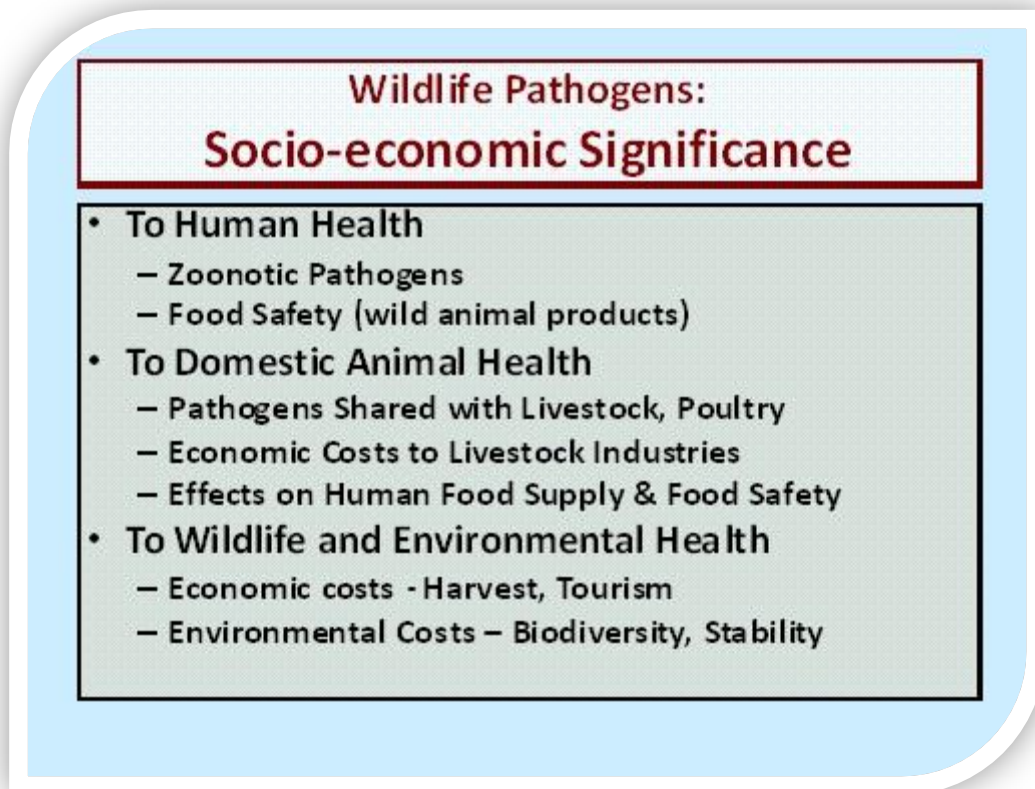 Wildlife Pathogens:
Socio-economic Significance
• To Human Health
– Zoonotic Pathogens
– Food Safety (wild animal products)
• To Domestic Animal Health
– Pathogens Shared with Livestock, Poultry
– Economic Costs to Livestock Industries
– Effects on Human Food Supply & Food Safety
• To Wildlife and Environmental Health
– Economic costs - Harvest, Tourism
– Environmental Costs – Biodiversity, Stability